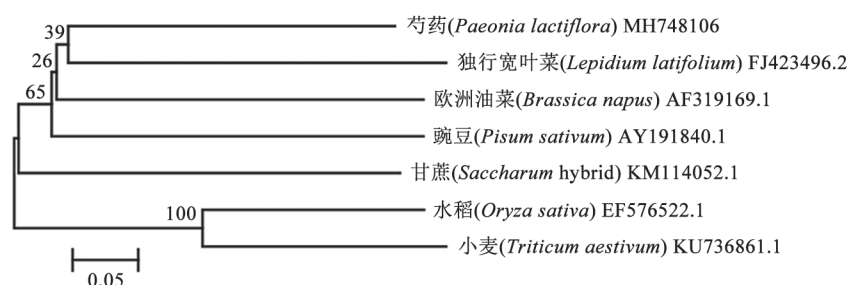 39
芍药(Paeonia lactiflora) MH748106
26
独行宽叶菜(Lepidium latifolium) FJ423496.2
65
欧洲油菜(Brassica napus) AF319169.1
豌豆(Pisum sativum) AY191840.1
甘蔗(Saccharum hybrid) KM114052.1
100
水稻(Oryza sativa) EF576522.1
小麦(Triticum aestivum) KU736861.1
0.05